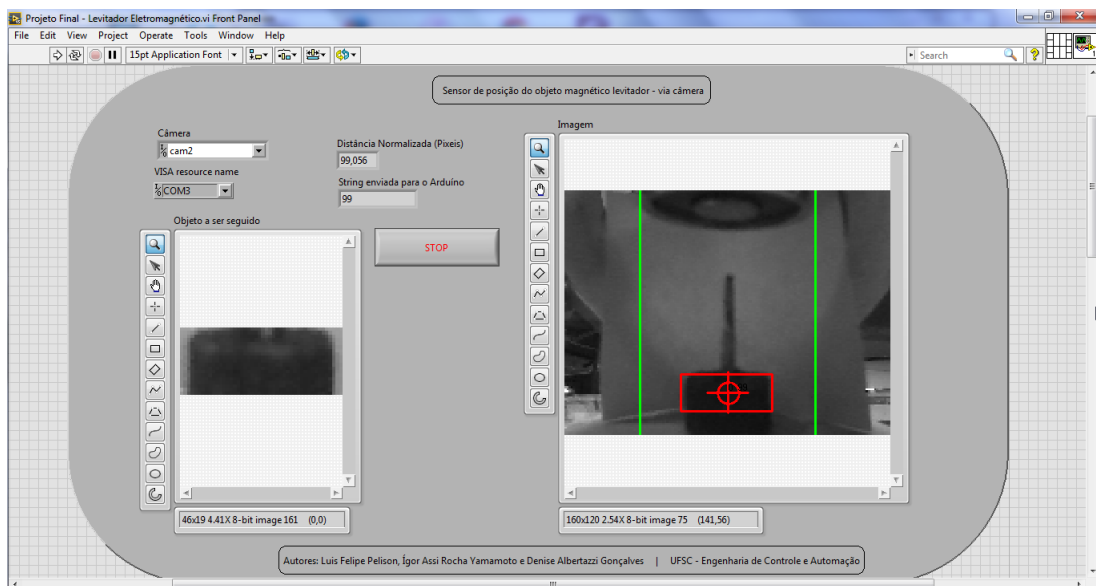 Projeto Final - Levitador Eletromagnético.vi Front Panel
File Edit View Project Operate Tools Window Help
15pt Application Font
Search
Sensor de posição do objeto magnético levitador - via câmera
Câmera
cam2
VISA resource name
COM3
Distância Normalizada (Pixeis)
99,056
String enviada para o Arduíno
99
STOP
Objeto a ser seguido
46x19 4.41X 8-bit image 161 (0,0)
Imagem
160x120 2.54X 8-bit image 75 (141,56)
Autores: Luis Felipe Pelison, Ígor Assi Rocha Yamamoto e Denise Albertazzi Gonçalves | UFSC - Engenharia de Controle e Automação